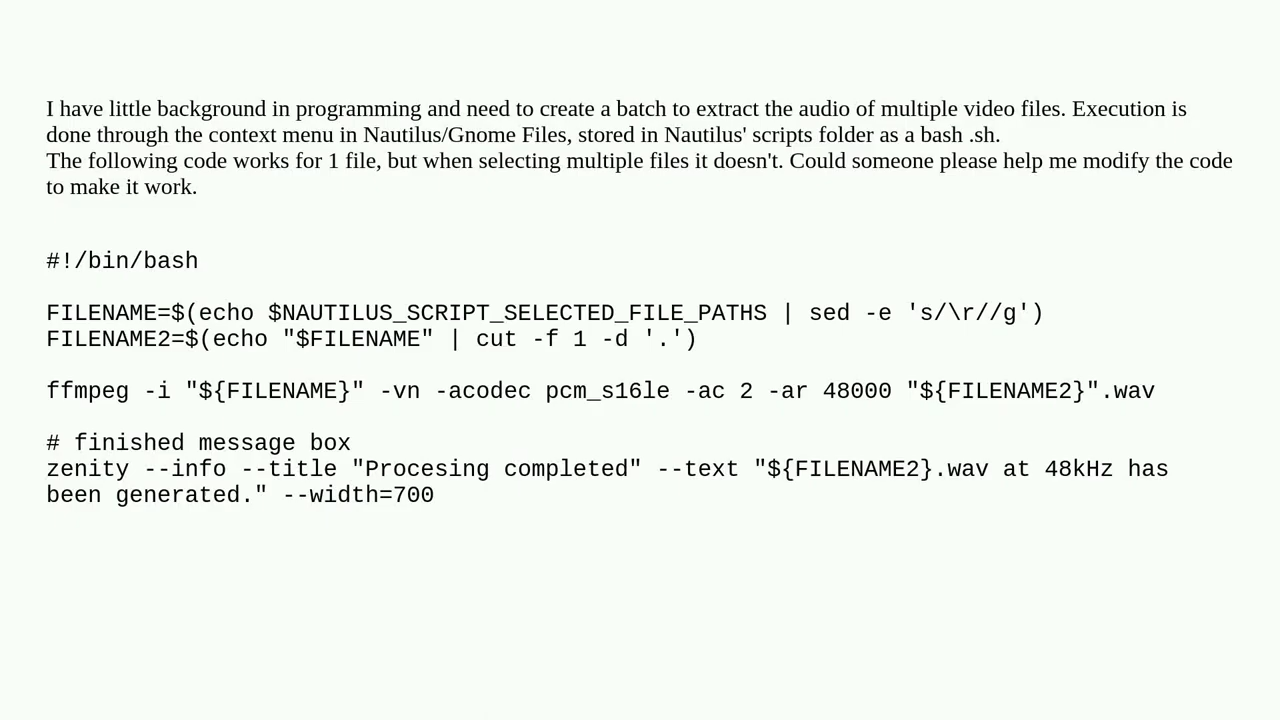 I have little background in programming and need to create a batch to extract the audio of multiple video files. Execution is
done through the context menu in Nautilus/Gnome Files, stored in Nautilus' scripts folder as a bash .sh.
The following code works for 1 file, but when selecting multiple files it doesn't. Could someone please help me modify the code
to make it work.
#!/bin/bash
FILENAME=$(echo $NAUTILUS_SCRIPT_SELECTED_FILE_PATHS | sed -e 's/\r//g')
FILENAME2=$(echo "$FILENAME" | cut -f 1 -d '.')
ffmpeg -i "${FILENAME}" -vn -acodec pcm_s16le -ac 2 -ar 48000 "${FILENAME2}".wav
# finished message box
zenity --info --title "Procesing completed" --text "${FILENAME2}.wav at 48kHz has
been generated." --width=700